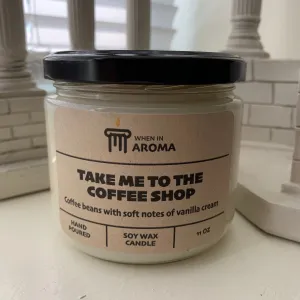 WHEN IN
AROMA
TAKE ME TO THE
COFFEE SHOP
Coffee beans with soft notes of vanilla cream
HAND
POURED
SOY WAX
CANDLE
11 OZ